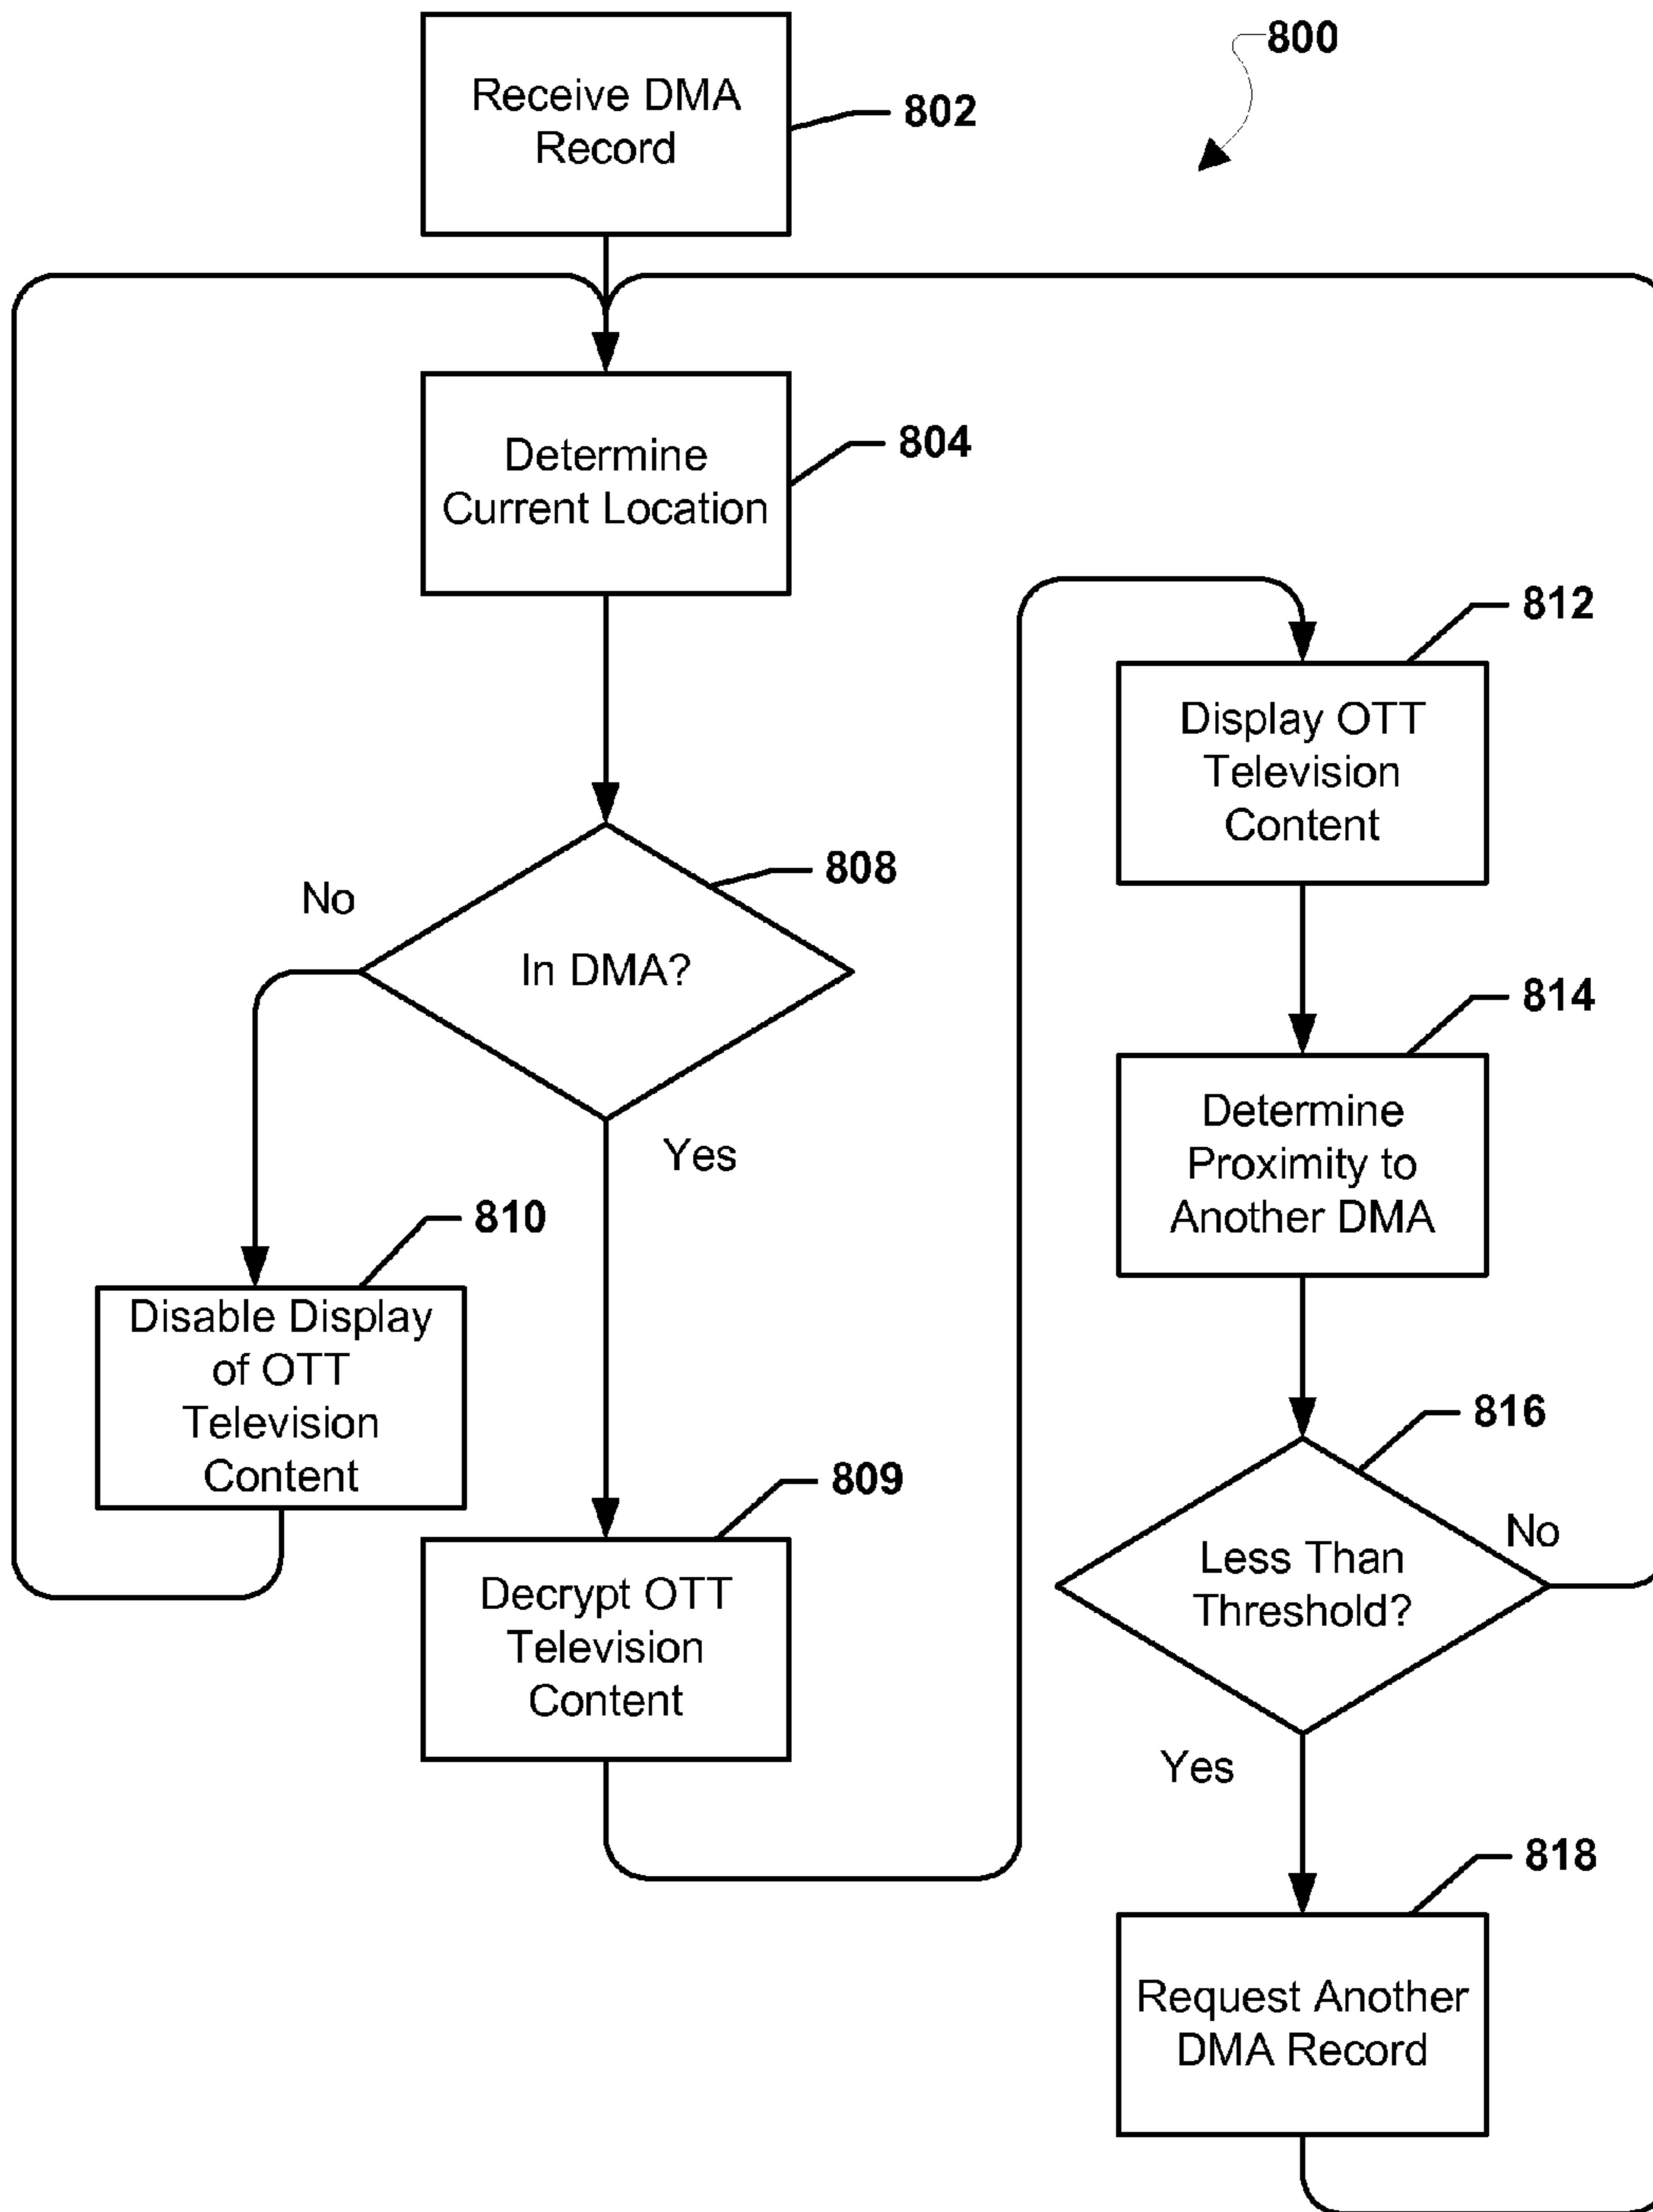 800
Receive DMA
Record
802
Determine
Current Location
804
In DMA?
808
No
Yes
Disable Display
of OTT
Television
Content
810
Decrypt OTT
Television
Content
809
Display OTT
Television
Content
812
Determine
Proximity to
Another DMA
814
Less Than
Threshold?
816
No
Yes
Request Another
DMA Record
818